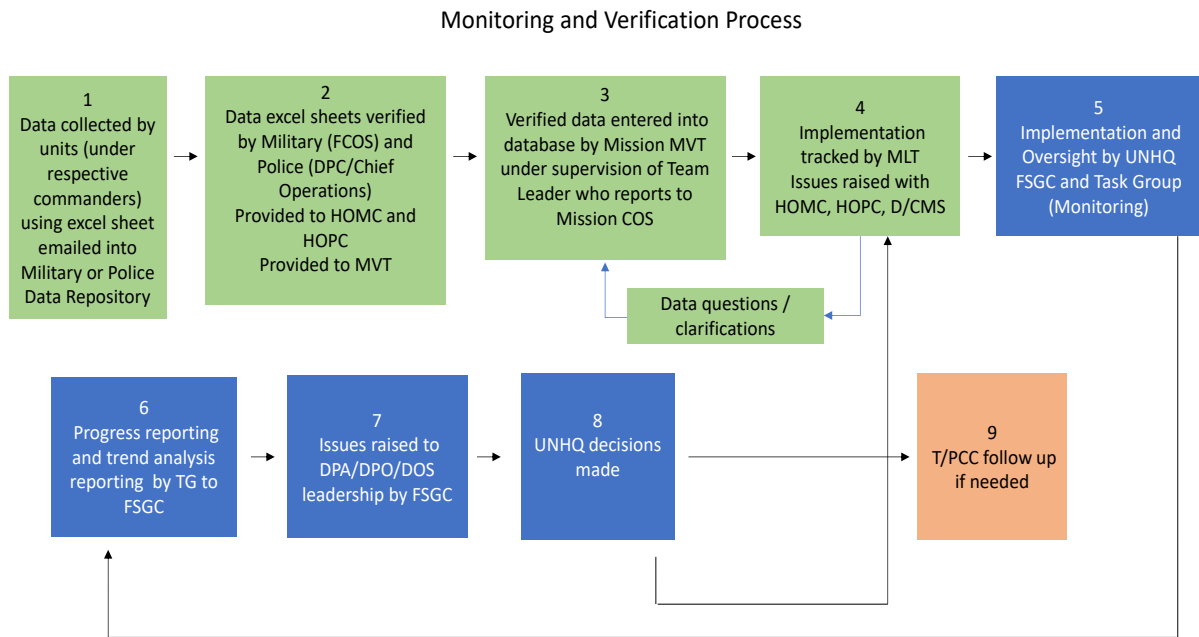 Monitoring and Verification Process
1
Data collected by
units (under
respective
commanders)
using excel sheet
emailed into
Military or Police
Data Repository
2
Data excel sheets verified
by Military (FCOS) and
Police (DPC/Chief
Operations)
Provided to HOMC and
HOPC
Provided to MVT
3
Verified data entered into
database by Mission MVT
under supervision of Team
Leader who reports to
Mission COS
4
Implementation
tracked by MLT
Issues raised with
HOMC, HOPC, D/CMS
5
Implementation and
Oversight by UNHQ
FSGC and Task Group
(Monitoring)
Data questions /
clarifications
6
Progress reporting
and trend analysis
reporting by TG to
FSGC
7
Issues raised to
DPA/DPO/DOS
leadership by FSGC
8
UNHQ decisions
made
9
T/PCC follow up
if needed